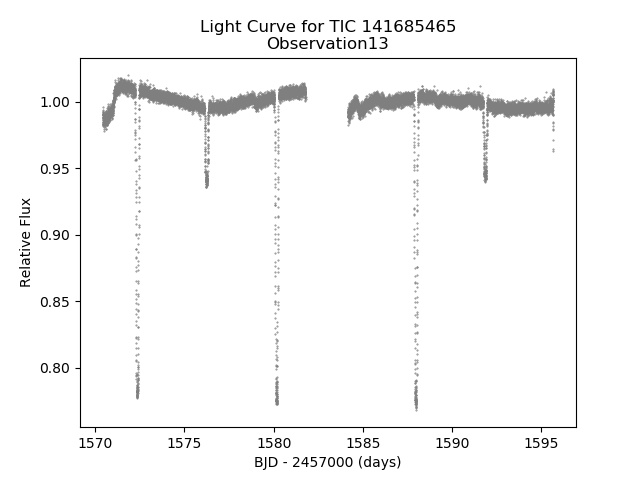 Light Curve for TIC 141685465
Observation13
1.00
0.95
0.90
0.85
0.80
Relative Flux
1570
1575
1580
1585
1590
1595
BJD - 2457000 (days)